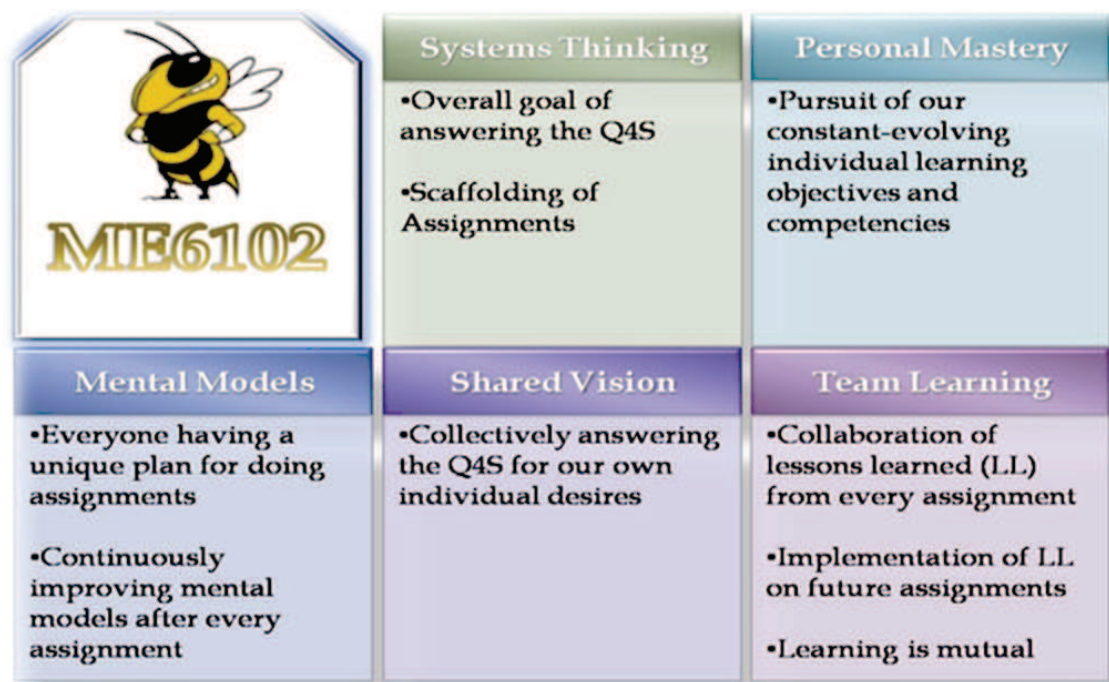 ME6102
Systems Thinking
•Overall goal of
answering the Q4S
•Scaffolding of
Assignments
Personal Mastery
•Pursuit of our
constant-evolving
individual learning
objectives and
competencies
Mental Models
•Everyone having a
unique plan for doing
assignments
•Continuously
improving mental
models after every
assignment
Shared Vision
•Collectively answering
the Q4S for our own
individual desires
Team Learning
•Collaboration of
lessons learned (LL)
from every assignment
•Implementation of LL
on future assignments
•Learning is mutual